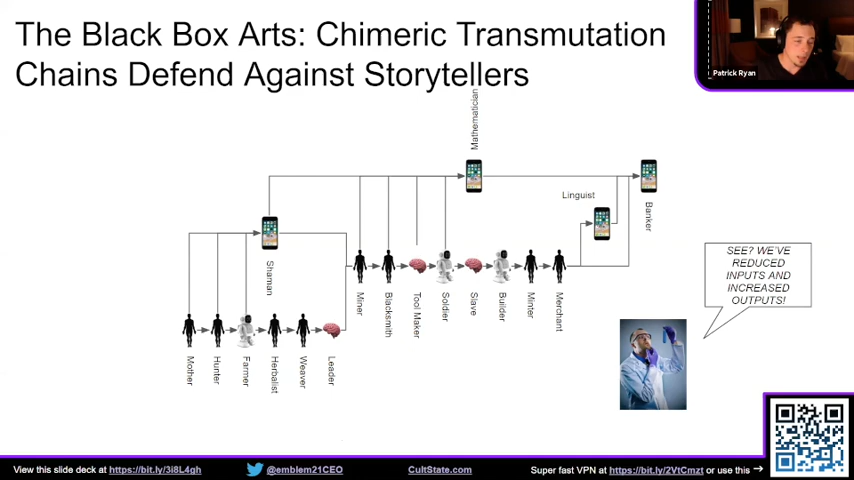 The Black Box Arts: Chimeric Transmutation
Chains Defend Against Storytellers
Patrick Ryan
Mathematician
Linguist
Banker
Shaman
Miner
Blacksmith
Tool Maker
Soldier
Slave
Builder
Minter
Merchant
SEE? WE'VE
REDUCED
INPUTS AND
INCREASED
OUTPUTS!
Mother
Hunter
Farmer
Herbalist
Weaver
Leader
View this slide deck at https://bit.ly/3i8L4gh
@emblem21CEO
CultState.com
Super fast VPN at https://bit.ly/2VtCmzt or use this →